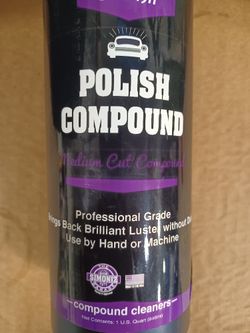 POLISH
COMPOUND
Medium Cut Compound
Professional Grade
Back Brilliant Luster without
Use by Hand or Machine
SIMONIZ
compound cleaners
Net Contents: 1 U.S. Quart